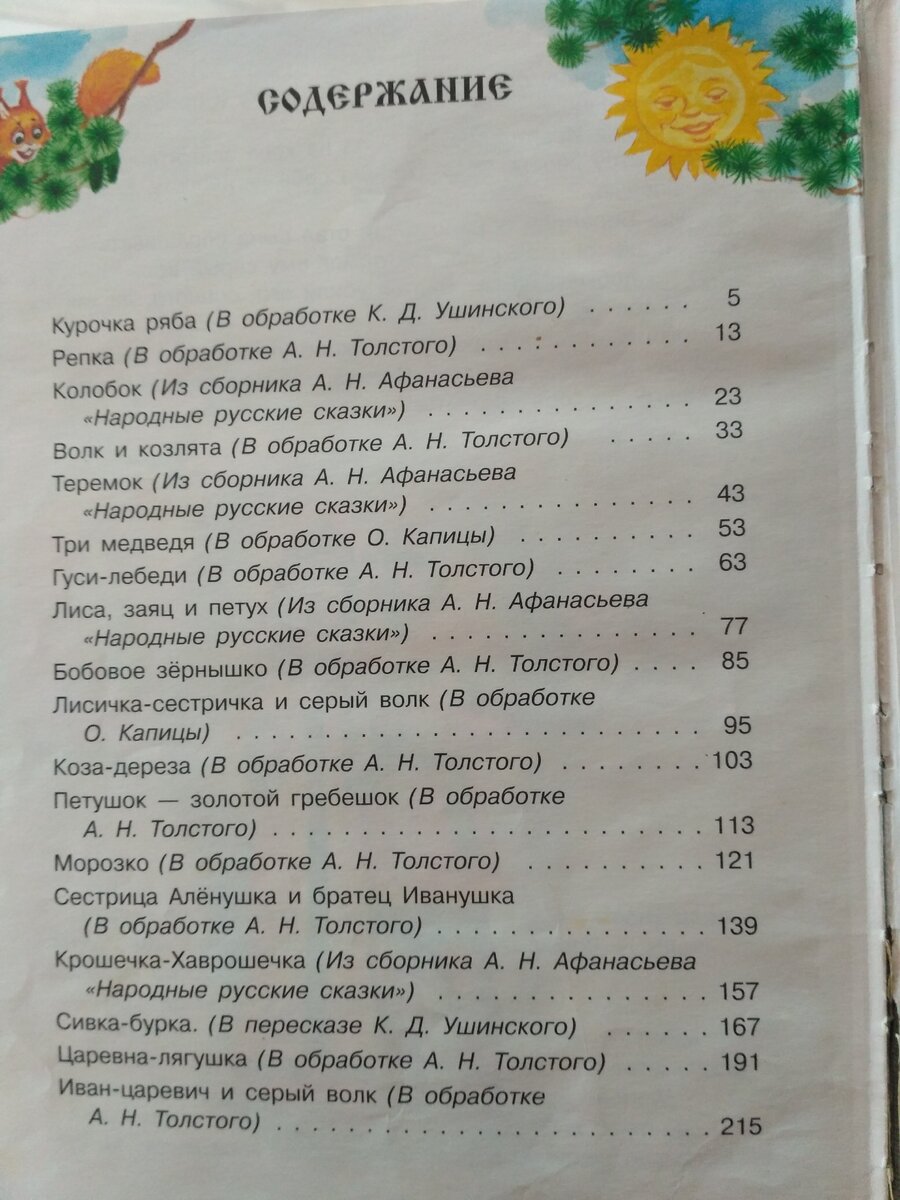 СОДЕРЖАНИЕ
Курочка ряба (В обработке К. Д. Ушинского) . . . . . . 5
Репка (В обработке А. Н. Толстого) . . . . . . . . . . . . . 13
Колобок (Из сборника А. Н. Афанасьева
«Народные русские сказки») . . . . . . . . . . . . . . . . 23
Волк и козлята (В обработке А. Н. Толстого) . . . . . 33
Теремок (Из сборника А. Н. Афанасьева
«Народные русские сказки») . . . . . . . . . . . . . . . . 43
Три медведя (В обработке О. Капицы) . . . . . . . . . . 53
Гуси-лебеди (В обработке А. Н. Толстого) . . . . . . . . 63
Лиса, заяц и петух (Из сборника А. Н. Афанасьева
«Народные русские сказки») . . . . . . . . . . . . . . . . 77
Бобовое зёрнышко (В обработке А. Н. Толстого) . . . . 85
Лисичка-сестричка и серый волк (В обработке
О. Капицы) . . . . . . . . . . . . . . . . . . . . . . . . . . . . 95
Коза-дереза (В обработке А. Н. Толстого) . . . . . . . . 103
Петушок — золотой гребешок (В обработке
А. Н. Толстого) . . . . . . . . . . . . . . . . . . . . . . . . . . 113
Морозко (В обработке А. Н. Толстого) . . . . . . . . . . 121
Сестрица Алёнушка и братец Иванушка
(В обработке А. Н. Толстого) . . . . . . . . . . . . . . . . 139
Крошечка-Хаврошечка (Из сборника А. Н. Афанасьева
«Народные русские сказки») . . . . . . . . . . . . . . . . 157
Сивка-бурка. (В пересказе К. Д. Ушинского) . . . . . . 167
Царевна-лягушка (В обработке А. Н. Толстого) . . . . . 191
Иван-царевич и серый волк (В обработке
А. Н. Толстого) . . . . . . . . . . . . . . . . . . . . . . . . . . 215